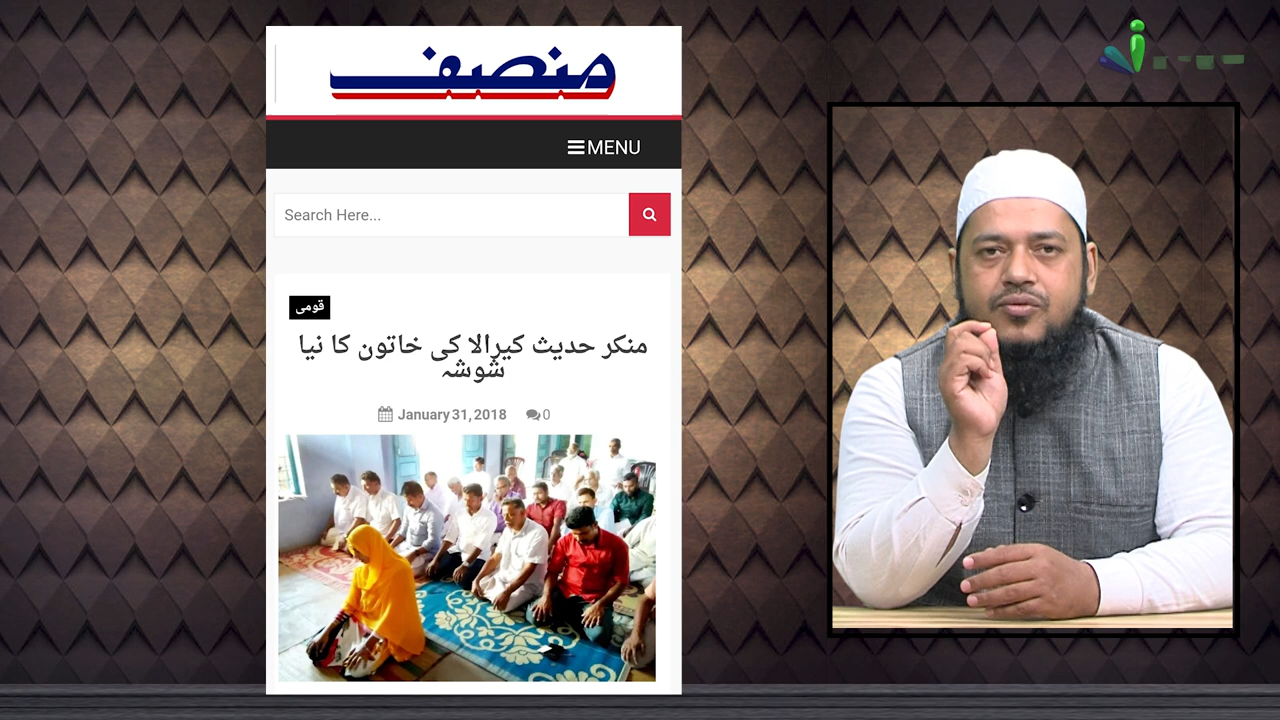 منصف
MENU
Search Here...
قومی
منکر حدیث کیرالا کی خاتون کا نیا
شوشہ
January 31, 2018 0